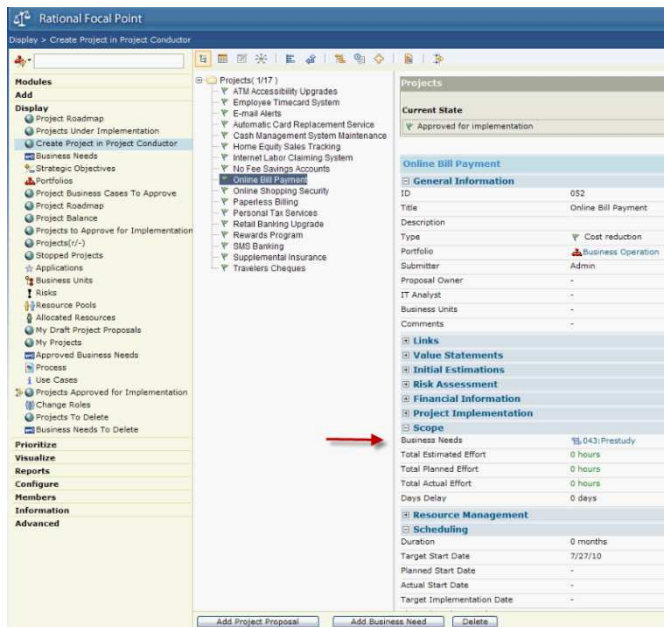 Rational Focal Point
Display > Create Project in Project Conductor
Modules
Add
Display
Project Roadmap
Projects Under Implementation
Create Project in Project Conductor
Business Needs
Strategic Objectives
Portfolios
Project Business Cases To Approve
Project Roadmap
Project Balance
Projects to Approve for Implementation
Projects(r/-)
Stopped Projects
Applications
Business Units
Risks
Resource Pools
Allocated Resources
My Draft Project Proposals
My Projects
Approved Business Needs
Process
Use Cases
Projects Approved for Implementation
Change Roles
Projects To Delete
Business Needs To Delete
Prioritize
Visualize
Reports
Configure
Members
Information
Advanced
Projects( 1/17 )
ATM Accessibility Upgrades
Employee Timecard System
E-mail Alerts
Automatic Card Replacement Service
Cash Management System Maintenance
Home Equity Sales Tracking
Internet Labor Claiming System
No Fee Savings Accounts
Online Bill Payment
Online Shopping Security
Paperless Billing
Personal Tax Services
Retail Banking Upgrade
Rewards Program
SMS Banking
Supplemental Insurance
Travelers Cheques
Projects
Current State
Approved for implementation
Online Bill Payment
General Information
ID 052
Title Online Bill Payment
Description
Type Cost reduction
Portfolio Business Operation
Submitter Admin
Proposal Owner -
IT Analyst -
Business Units -
Comments -
Links
Value Statements
Initial Estimations
Risk Assessment
Financial Information
Project Implementation
Scope
Business Needs 043:Prestudy
Total Estimated Effort 0 hours
Total Planned Effort 0 hours
Total Actual Effort 0 hours
Days Delay 0 days
Resource Management
Scheduling
Duration 0 months
Target Start Date 7/27/10
Planned Start Date -
Actual Start Date -
Target Implementation Date -
Add Project Proposal Add Business Need Delete